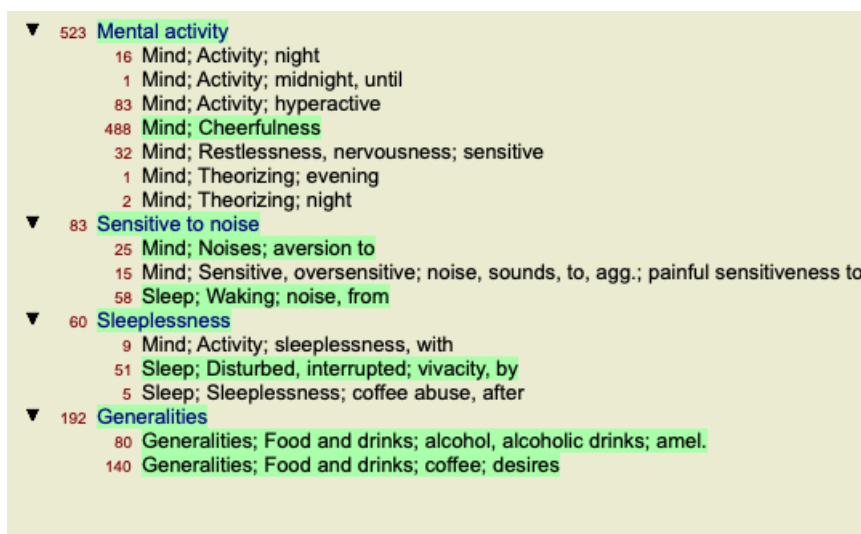 523 Mental activity
16 Mind; Activity; night
1 Mind; Activity; midnight, until
83 Mind; Activity; hyperactive
488 Mind; Cheerfulness
32 Mind; Restlessness, nervousness; sensitive
1 Mind; Theorizing; evening
2 Mind; Theorizing; night
83 Sensitive to noise
25 Mind; Noises; aversion to
15 Mind; Sensitive, oversensitive; noise, sounds, to, agg.; painful sensitiveness to
58 Sleep; Waking; noise, from
60 Sleeplessness
9 Mind; Activity; sleeplessness, with
51 Sleep; Disturbed, interrupted; vivacity, by
5 Sleep; Sleeplessness; coffee abuse, after
192 Generalities
80 Generalities; Food and drinks; alcohol, alcoholic drinks; amel.
140 Generalities; Food and drinks; coffee; desires